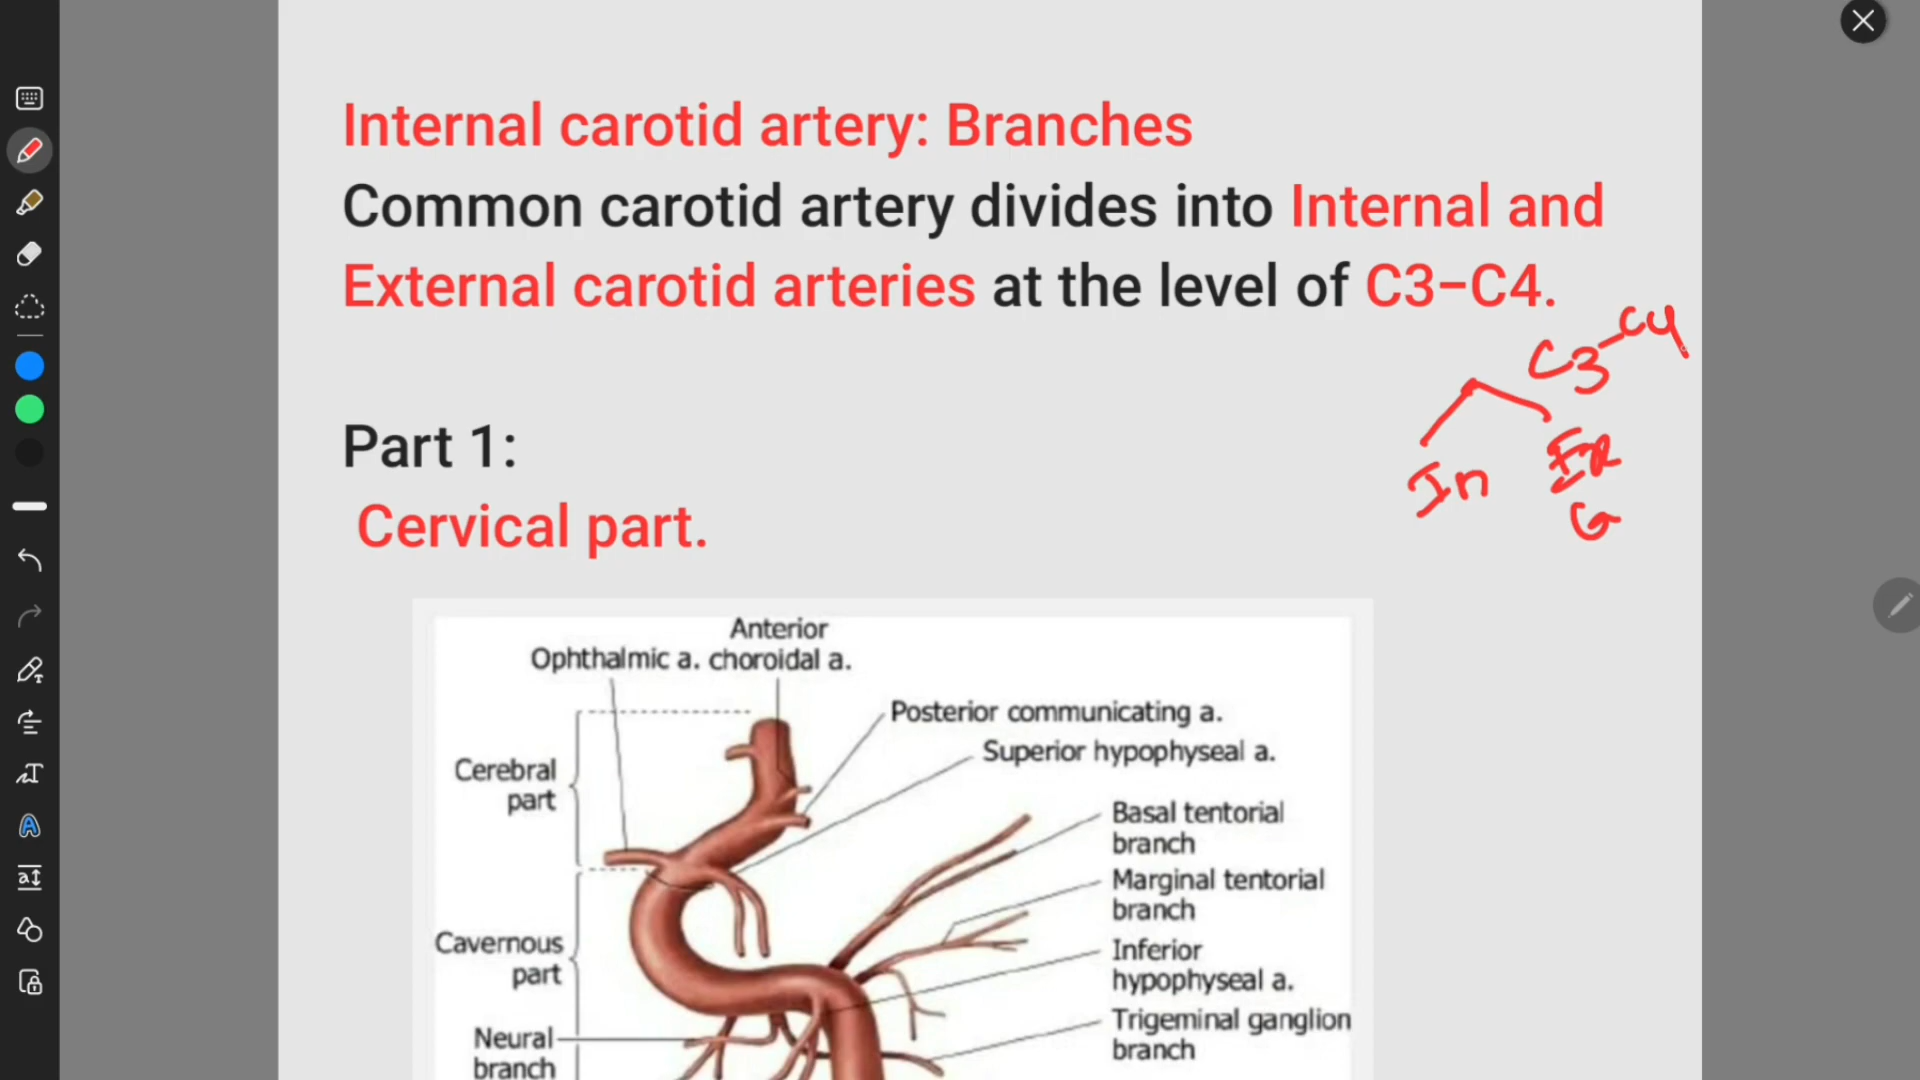 Internal carotid artery: Branches
Common carotid artery divides into Internal and
External carotid arteries at the level of C3-C4.
C3-C4
In
G
Part 1:
Cervical part.
Anterior
Ophthalmic a. choroidal a.
Posterior communicating a.
Superior hypophyseal a.
Cerebral
part
Basal tentorial
branch
Marginal tentorial
branch
Cavernous
part
Inferior
hypophyseal a.
Trigeminal ganglion
branch
Neural
branch